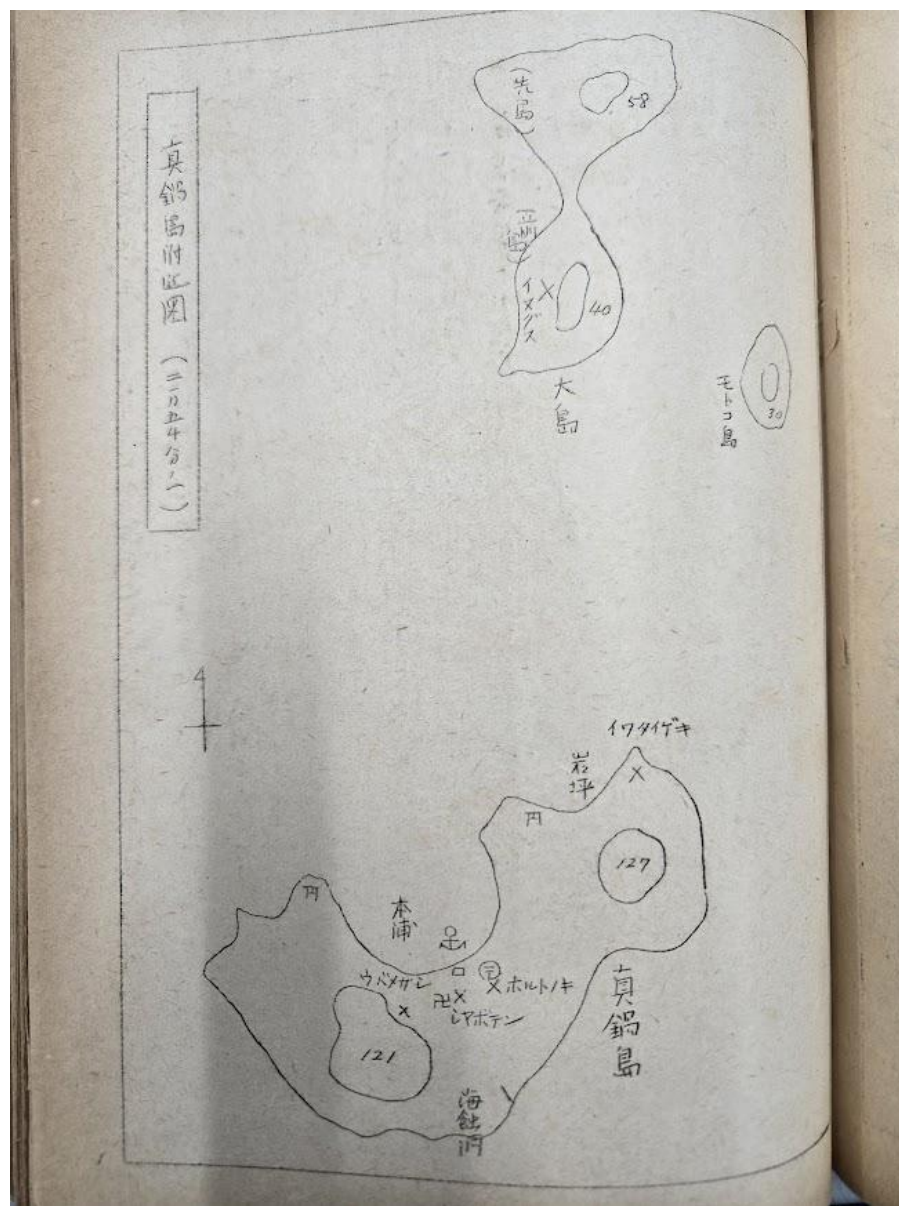 真鍋島附近図
(二万五千分ノ一)
(先島)
58
イヌグス
40
大島
モトコ島
30
イワタイゲキ
岩坪
円
127
円
本浦
ウバメガシ
卍
ホルトノキ
シャボテン
真鍋島
121
海蝕洞